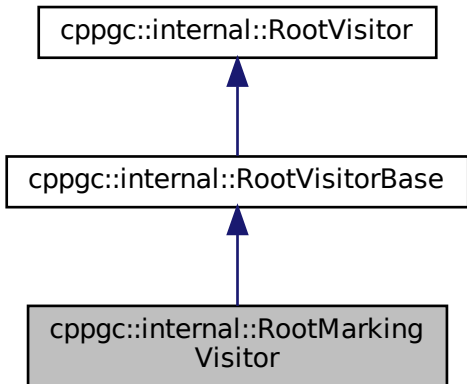 cppgc::internal::RootVisitor
cppgc::internal::RootVisitorBase
cppgc::internal::RootMarking
Visitor